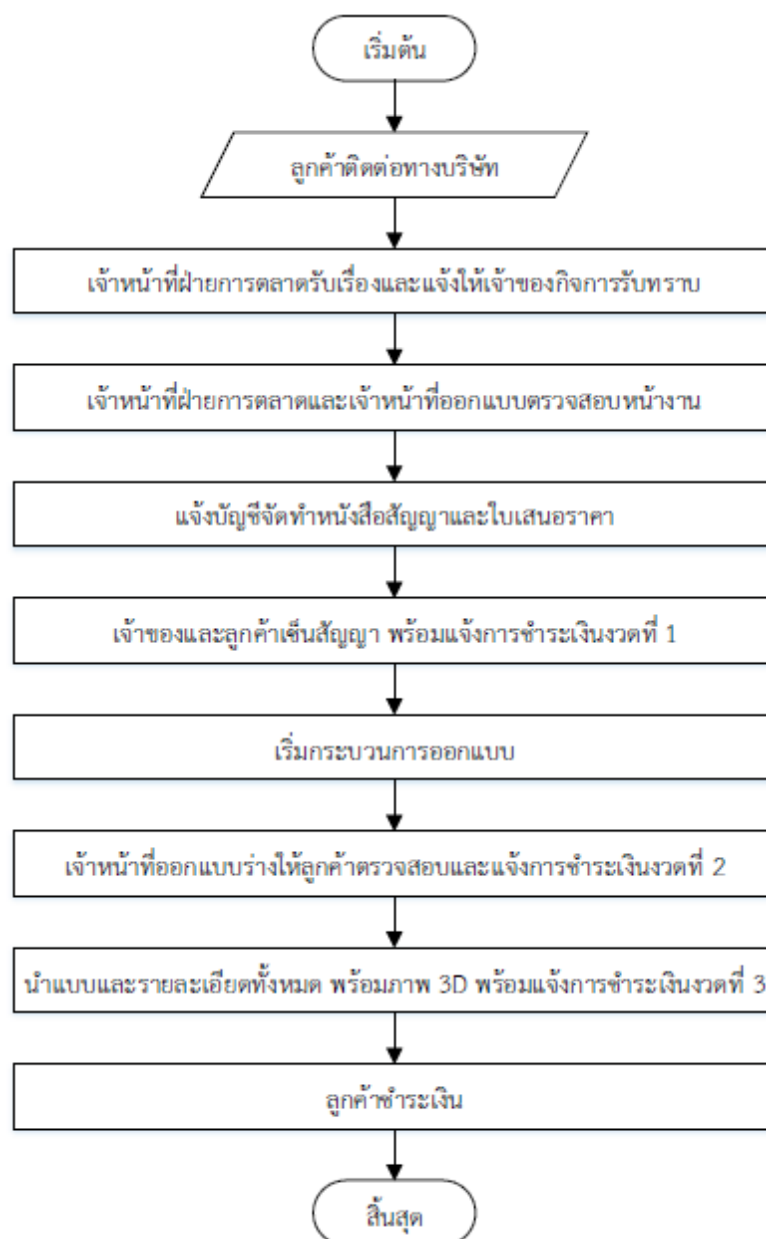 เริ่มต้น
ลูกค้าติดต่อทางบริษัท
เจ้าหน้าที่ฝ่ายการตลาดรับเรื่องและแจ้งให้เจ้าของกิจการรับทราบ
เจ้าหน้าที่ฝ่ายการตลาดและเจ้าหน้าที่ออกแบบตรวจสอบหน้างาน
แจ้งบัญชีจัดทำหนังสือสัญญาและใบเสนอราคา
เจ้าของและลูกค้าเซ็นสัญญา พร้อมแจ้งการชำระเงินงวดที่ 1
เริ่มกระบวนการออกแบบ
เจ้าหน้าที่ออกแบบร่างให้ลูกค้าตรวจสอบและแจ้งการชำระเงินงวดที่ 2
นำแบบและรายละเอียดทั้งหมด พร้อมภาพ 3D พร้อมแจ้งการชำระเงินงวดที่ 3
ลูกค้าชำระเงิน
สิ้นสุด